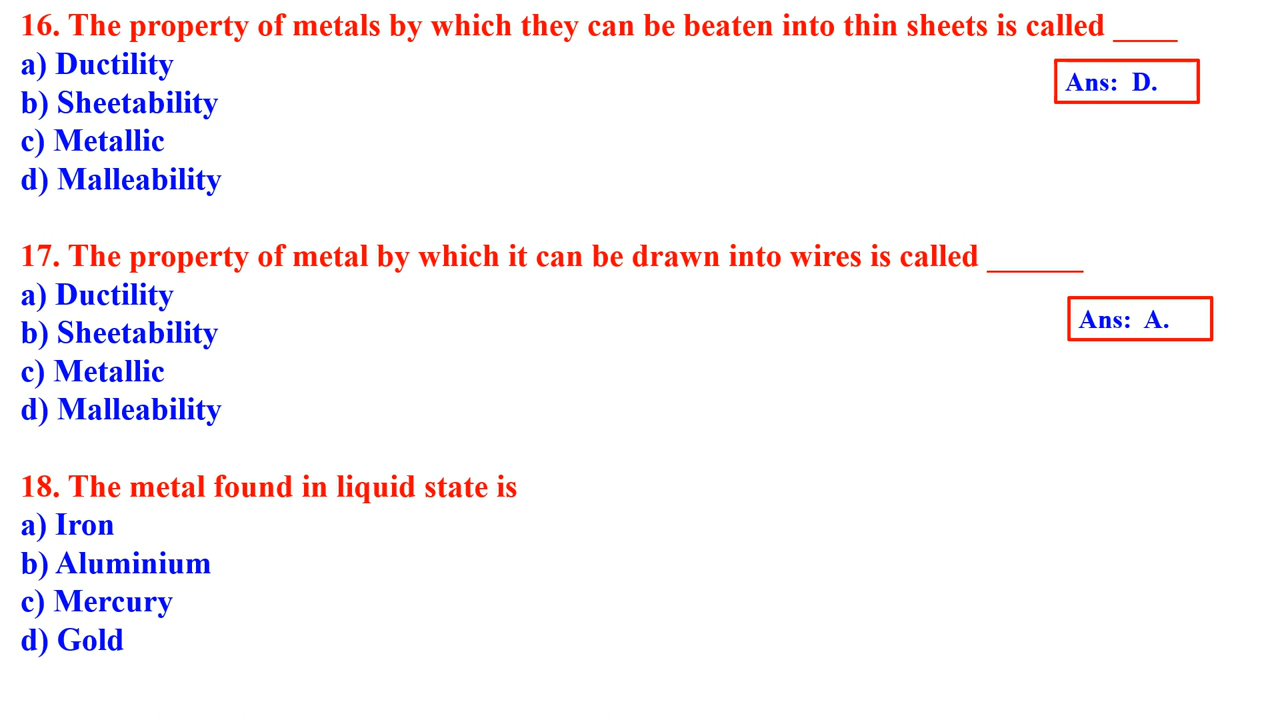 16. The property of metals by which they can be beaten into thin sheets is called ____
a) Ductility
Ans: D.
b) Sheetability
c) Metallic
d) Malleability
17. The property of metal by which it can be drawn into wires is called ______
a) Ductility
Ans: A.
b) Sheetability
c) Metallic
d) Malleability
18. The metal found in liquid state is
a) Iron
b) Aluminium
c) Mercury
d) Gold